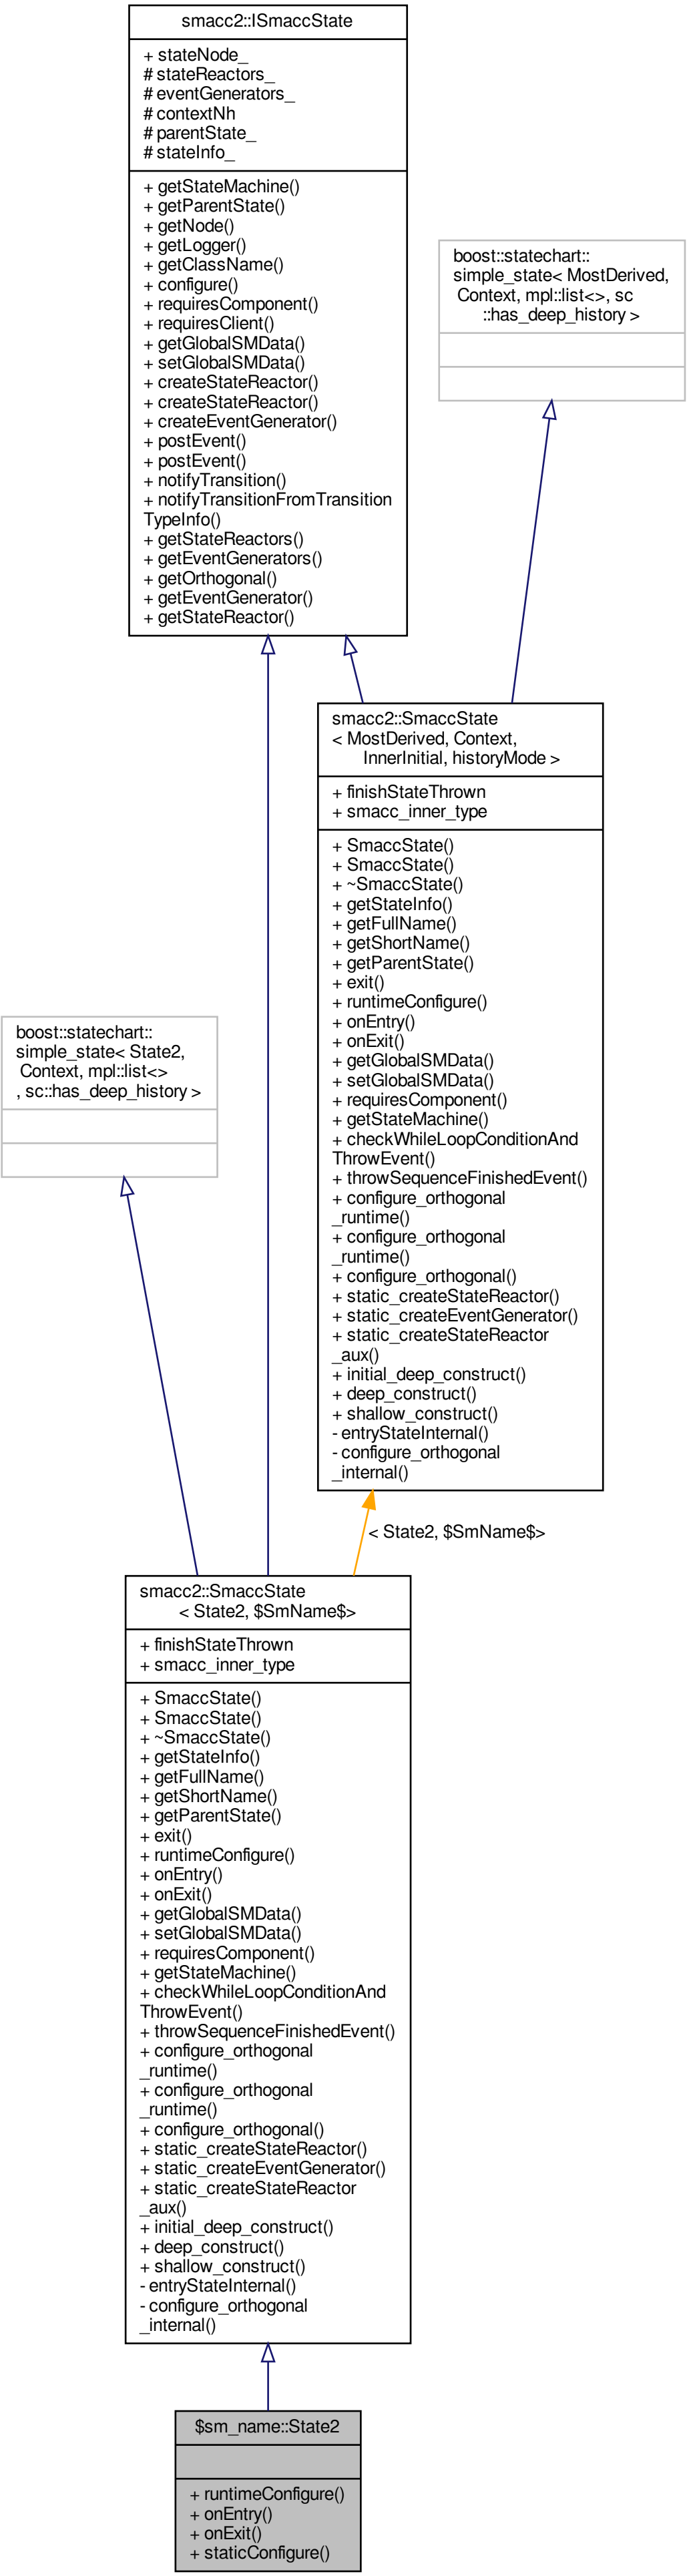 smacc2::ISmaccState
+ stateNode_
# stateReactors_
# eventGenerators_
# contextNh
# parentState_
# stateInfo_
+ getStateMachine()
+ getParentState()
+ getNode()
+ getLogger()
+ getClassName()
+ configure()
+ requiresComponent()
+ requiresClient()
+ getGlobalSMData()
+ setGlobalSMData()
+ createStateReactor()
+ createStateReactor()
+ createEventGenerator()
+ postEvent()
+ postEvent()
+ notifyTransition()
+ notifyTransitionFromTransition
TypeInfo()
+ getStateReactors()
+ getEventGenerators()
+ getOrthogonal()
+ getEventGenerator()
+ getStateReactor()
boost::statechart::
simple_state< MostDerived,
Context, mpl::list<>, sc
::has_deep_history >
smacc2::SmaccState
< MostDerived, Context,
InnerInitial, historyMode >
+ finishStateThrown
+ smacc_inner_type
+ SmaccState()
+ SmaccState()
+ ~SmaccState()
+ getStateInfo()
+ getFullName()
+ getShortName()
+ getParentState()
+ exit()
+ runtimeConfigure()
+ onEntry()
+ onExit()
+ getGlobalSMData()
+ setGlobalSMData()
+ requiresComponent()
+ getStateMachine()
+ checkWhileLoopConditionAnd
ThrowEvent()
+ throwSequenceFinishedEvent()
+ configure_orthogonal
_runtime()
+ configure_orthogonal
_runtime()
+ configure_orthogonal()
+ static_createStateReactor()
+ static_createEventGenerator()
+ static_createStateReactor
_aux()
+ initial_deep_construct()
+ deep_construct()
+ shallow_construct()
- entryStateInternal()
- configure_orthogonal
_internal()
boost::statechart::
simple_state< State2,
Context, mpl::list<>
, sc::has_deep_history >
< State2, $SmName$>
smacc2::SmaccState
< State2, $SmName$>
+ finishStateThrown
+ smacc_inner_type
+ SmaccState()
+ SmaccState()
+ ~SmaccState()
+ getStateInfo()
+ getFullName()
+ getShortName()
+ getParentState()
+ exit()
+ runtimeConfigure()
+ onEntry()
+ onExit()
+ getGlobalSMData()
+ setGlobalSMData()
+ requiresComponent()
+ getStateMachine()
+ checkWhileLoopConditionAnd
ThrowEvent()
+ throwSequenceFinishedEvent()
+ configure_orthogonal
_runtime()
+ configure_orthogonal
_runtime()
+ configure_orthogonal()
+ static_createStateReactor()
+ static_createEventGenerator()
+ static_createStateReactor
_aux()
+ initial_deep_construct()
+ deep_construct()
+ shallow_construct()
- entryStateInternal()
- configure_orthogonal
_internal()
$sm_name::State2
+ runtimeConfigure()
+ onEntry()
+ onExit()
+ staticConfigure()